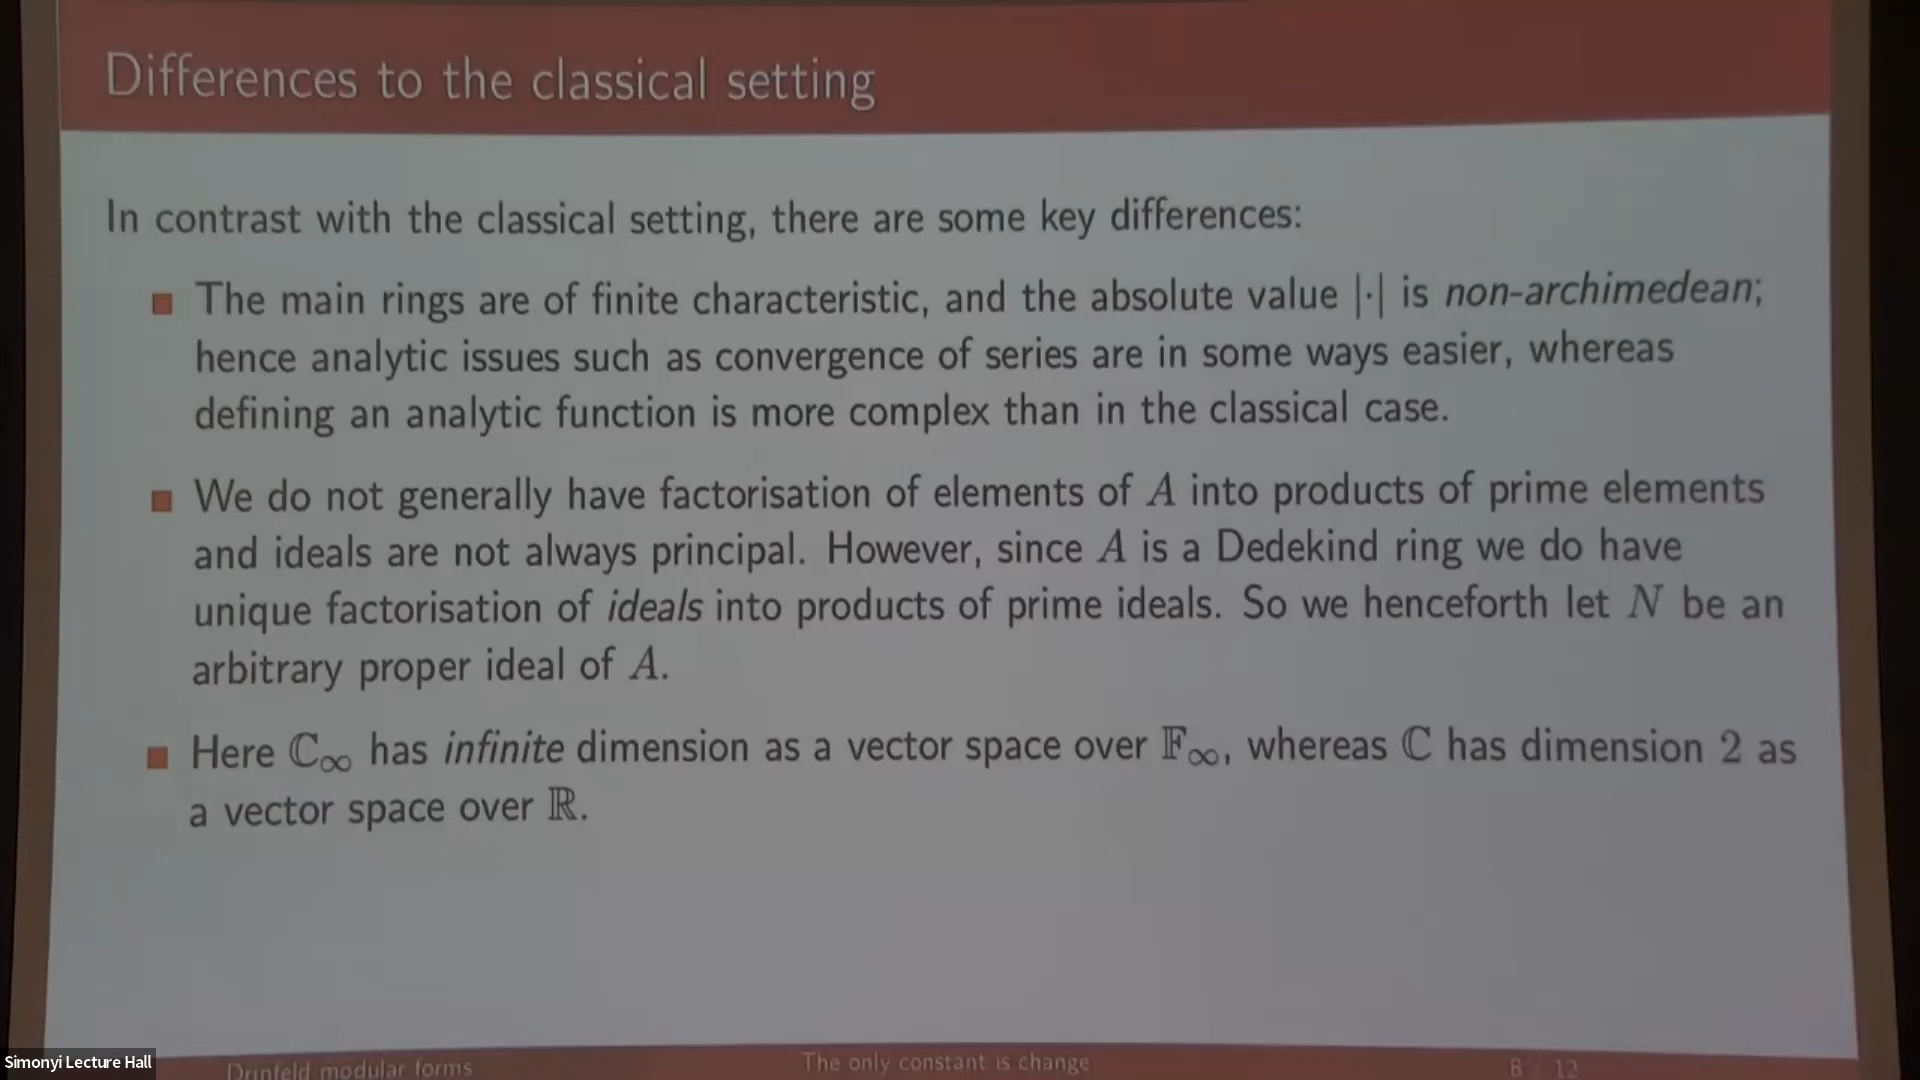 Differences to the classical setting
In contrast with the classical setting, there are some key differences:
The main rings are of finite characteristic, and the absolute value |·| is non-archimedean;
hence analytic issues such as convergence of series are in some ways easier, whereas
defining an analytic function is more complex than in the classical case.
We do not generally have factorisation of elements of A into products of prime elements
and ideals are not always principal. However, since A is a Dedekind ring we do have
unique factorisation of ideals into products of prime ideals. So we henceforth let N be an
arbitrary proper ideal of A.
Here ℂ∞ has infinite dimension as a vector space over 𝔽∞, whereas ℂ has dimension 2 as
a vector space over ℝ.
Simonyi Lecture Hall
Drinfeld modular forms
The only constant is change
8 / 12